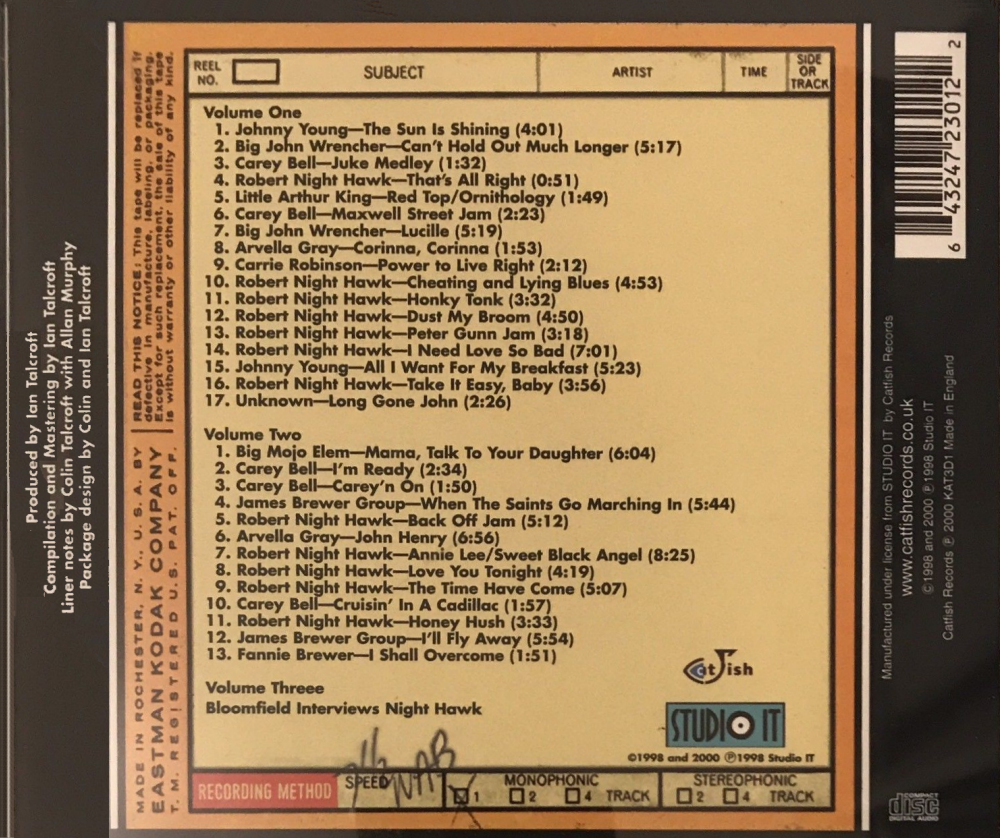 Produced by Ian Talcroft
Compilation and Mastering by Ian Talcroft
Liner notes by Colin Talcroft with Allan Murphy
Package design by Colin and Ian Talcroft
MADE IN ROCHESTER, N. Y., U. S. A. BY
EASTMAN KODAK COMPANY
T. M. REGISTERED U. S. PAT. OFF.
READ THIS NOTICE: This tape will be replaced if
defective in manufacture, labeling, or packaging.
Except for such replacement, the sale of this tape
is without warranty or other liability of any kind.
REEL NO.
SUBJECT
ARTIST
TIME
SIDE OR TRACK
Volume One
1. Johnny Young—The Sun Is Shining (4:01)
2. Big John Wrencher—Can't Hold Out Much Longer (5:17)
3. Carey Bell—Juke Medley (1:32)
4. Robert Night Hawk—That's All Right (0:51)
5. Little Arthur King—Red Top/Ornithology (1:49)
6. Carey Bell—Maxwell Street Jam (2:23)
7. Big John Wrencher—Lucille (5:19)
8. Arvella Gray—Corinna, Corinna (1:53)
9. Carrie Robinson—Power to Live Right (2:12)
10. Robert Night Hawk—Cheating and Lying Blues (4:53)
11. Robert Night Hawk—Honky Tonk (3:32)
12. Robert Night Hawk—Dust My Broom (4:50)
13. Robert Night Hawk—Peter Gunn Jam (3:18)
14. Robert Night Hawk—I Need Love So Bad (7:01)
15. Johnny Young—All I Want For My Breakfast (5:23)
16. Robert Night Hawk—Take It Easy, Baby (3:56)
17. Unknown—Long Gone John (2:26)
Volume Two
1. Big Mojo Elem—Mama, Talk To Your Daughter (6:04)
2. Carey Bell—I'm Ready (2:34)
3. Carey Bell—Carey'n On (1:50)
4. James Brewer Group—When The Saints Go Marching In (5:44)
5. Robert Night Hawk—Back Off Jam (5:12)
6. Arvella Gray—John Henry (6:56)
7. Robert Night Hawk—Annie Lee/Sweet Black Angel (8:25)
8. Robert Night Hawk—Love You Tonight (4:19)
9. Robert Night Hawk—The Time Have Come (5:07)
10. Carey Bell—Cruisin' In A Cadillac (1:57)
11. Robert Night Hawk—Honey Hush (3:33)
12. James Brewer Group—I'll Fly Away (5:54)
13. Fannie Brewer—I Shall Overcome (1:51)
Volume Threee
Bloomfield Interviews Night Hawk
Catfish
STUDIO IT
©1998 and 2000 ℗1998 Studio IT
RECORDING METHOD
SPEED
MONOPHONIC
1 2 4 TRACK
STEREOPHONIC
2 4 TRACK
6 43247 23012 2
Manufactured under license from STUDIO IT by Catfish Records
www.catfishrecords.co.uk
©1998 and 2000 ℗1998 Studio IT
Catfish Records ℗ 2000 KAT3D1 Made in England
COMPACT
disc
DIGITAL AUDIO